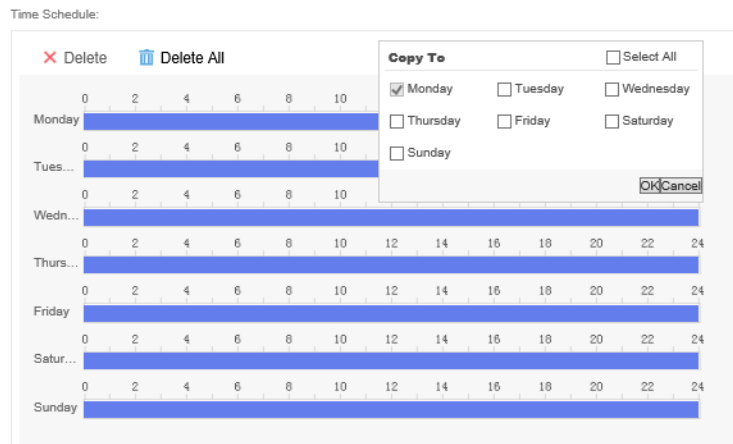 Time Schedule:
Delete Delete All
Copy To Select All
Monday Tuesday Wednesday
Thursday Friday Saturday
Sunday
OK Cancel
0 2 4 6 8 10
Monday
0 2 4 6 8 10
Tues...
0 2 4 6 8 10
Wedn...
0 2 4 6 8 10 12 14 16 18 20 22 24
Thurs...
0 2 4 6 8 10 12 14 16 18 20 22 24
Friday
0 2 4 6 8 10 12 14 16 18 20 22 24
Satur...
0 2 4 6 8 10 12 14 16 18 20 22 24
Sunday